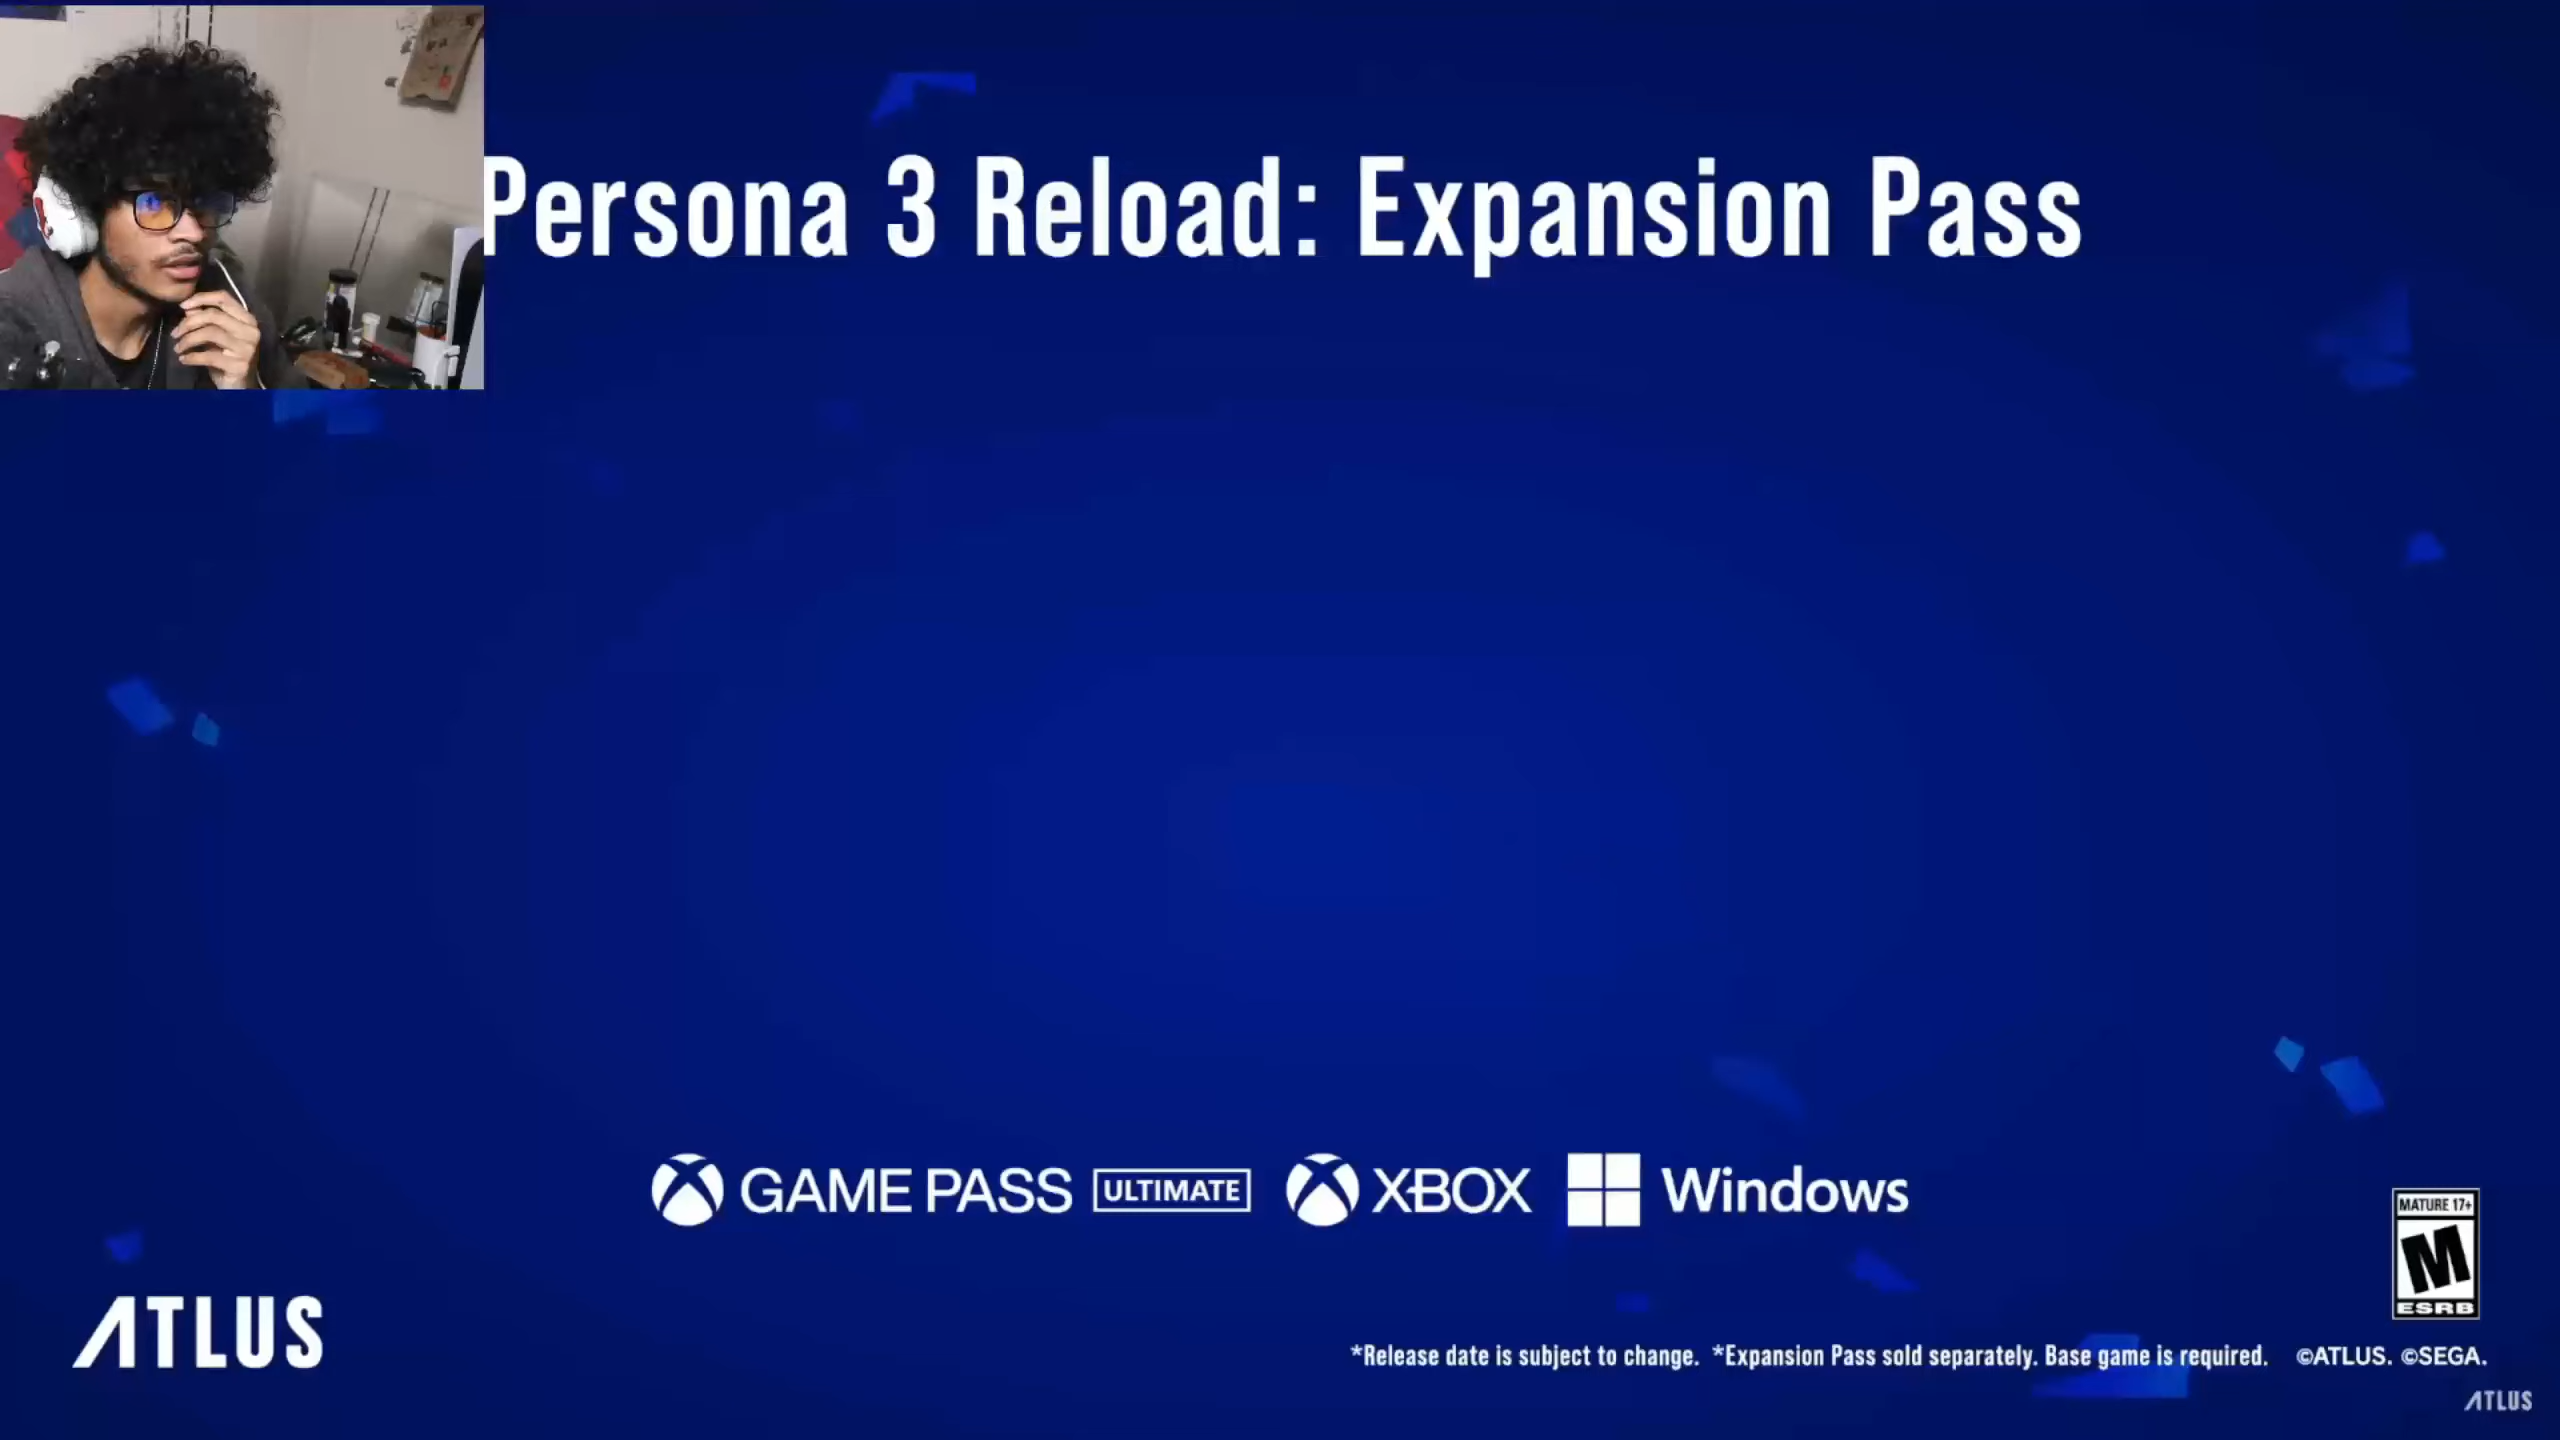 Persona 3 Reload: Expansion Pass
GAME PASS ULTIMATE XBOX Windows
MATURE 17+
M
ESRB
ATLUS
*Release date is subject to change. *Expansion Pass sold separately. Base game is required. ©ATLUS. ©SEGA.
ATLUS